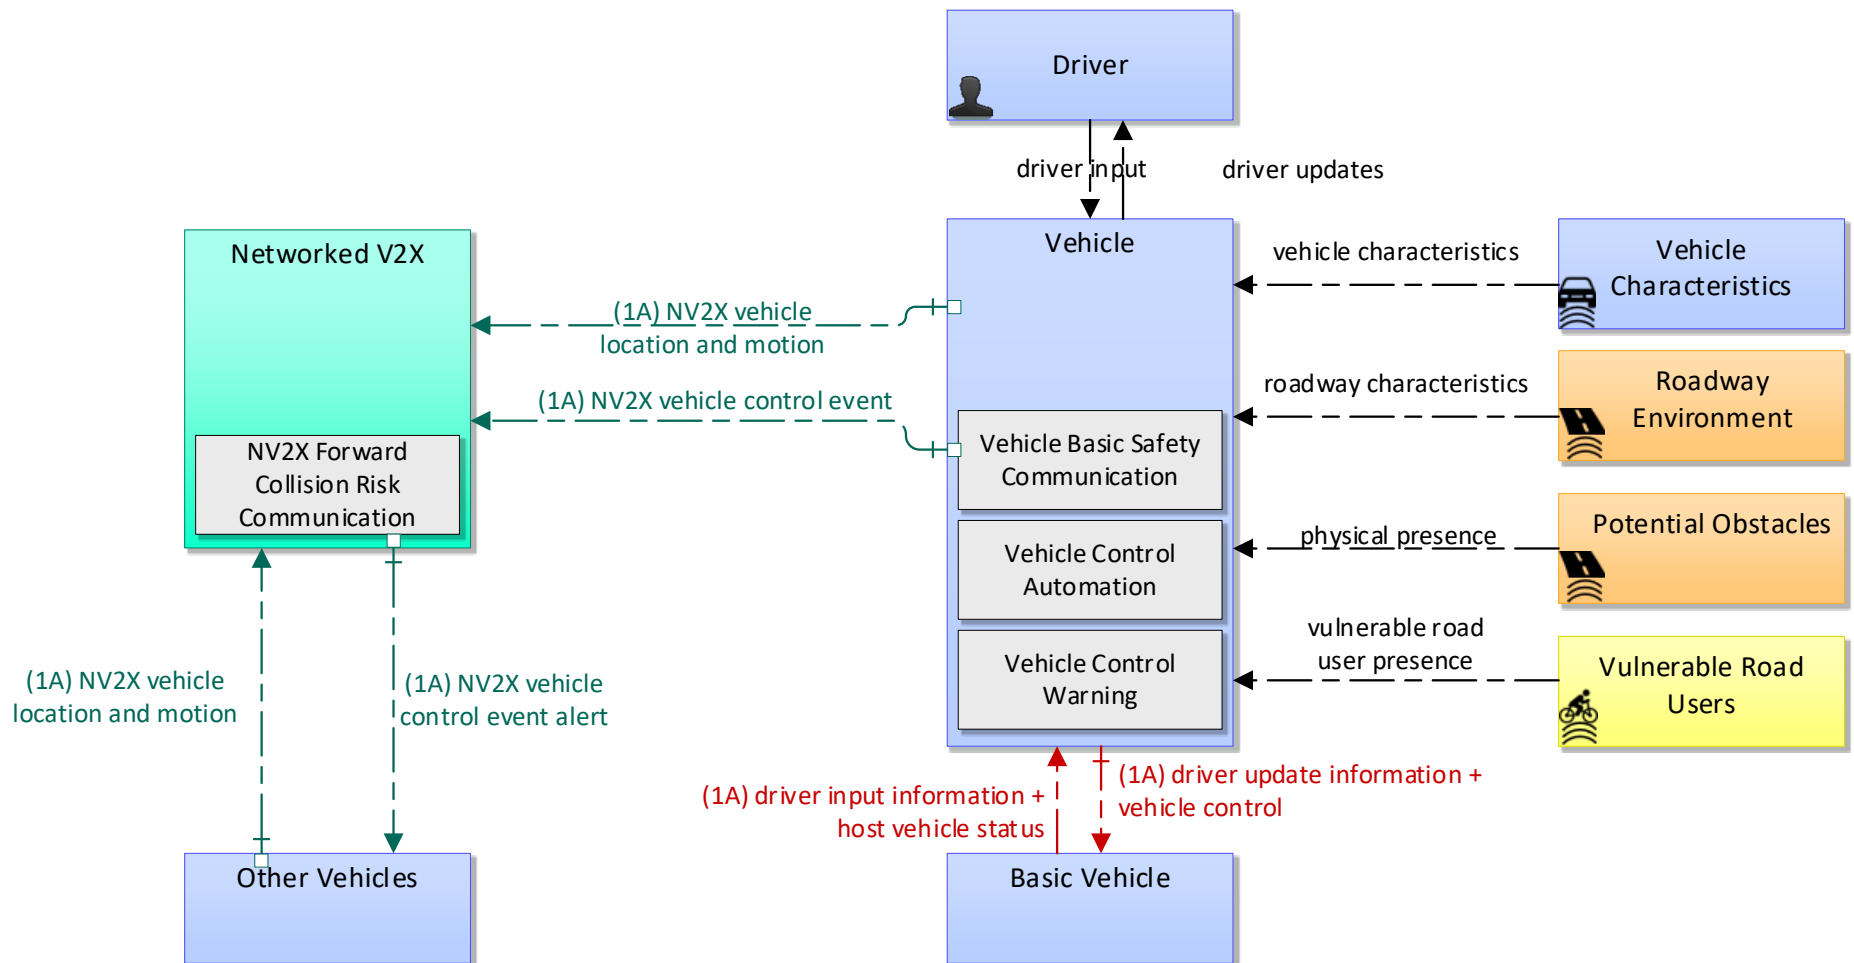 Driver
driver input
driver updates
Networked V2X
Vehicle
vehicle characteristics
Vehicle
Characteristics
(1A) NV2X vehicle
location and motion
roadway characteristics
Roadway
Environment
(1A) NV2X vehicle control event
NV2X Forward
Collision Risk
Communication
Vehicle Basic Safety
Communication
physical presence
Potential Obstacles
Vehicle Control
Automation
vulnerable road
user presence
Vehicle Control
Warning
Vulnerable Road
Users
(1A) NV2X vehicle
location and motion
(1A) NV2X vehicle
control event alert
(1A) driver input information +
host vehicle status
(1A) driver update information +
vehicle control
Other Vehicles
Basic Vehicle